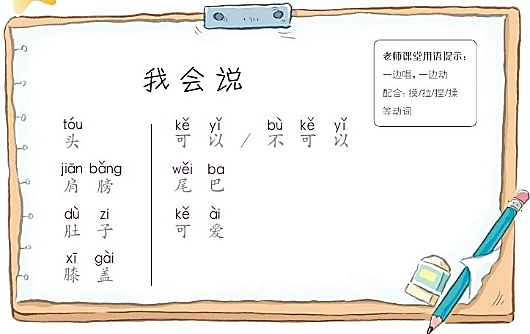 老师课堂用语提示：
一边唱，一边动
配合：摸/拉/捏/揉
等动词
我会说
tóu
头
jiān bǎng
肩 膀
dù zi
肚 子
xī gài
膝 盖
kě yǐ bù kě yǐ
可 以 / 不 可 以
wěi ba
尾 巴
kě ài
可 爱